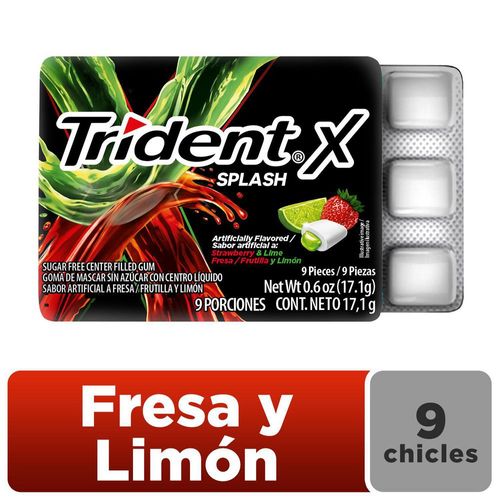 Trident® X
SPLASH
Artificially Flavored /
Sabor artificial a:
Strawberry & Lime
Fresa / Frutilla y Limón
Illustrative image/
Imagen ilustrativa
SUGAR FREE CENTER FILLED GUM
GOMA DE MASCAR SIN AZÚCAR CON CENTRO LÍQUIDO
SABOR ARTIFICIAL A FRESA / FRUTILLA Y LIMÓN
9 Pieces / 9 Piezas
Net Wt 0.6 oz (17.1g)
9 PORCIONES CONT. NETO 17,1 g
Fresa y
Limón
9
chicles